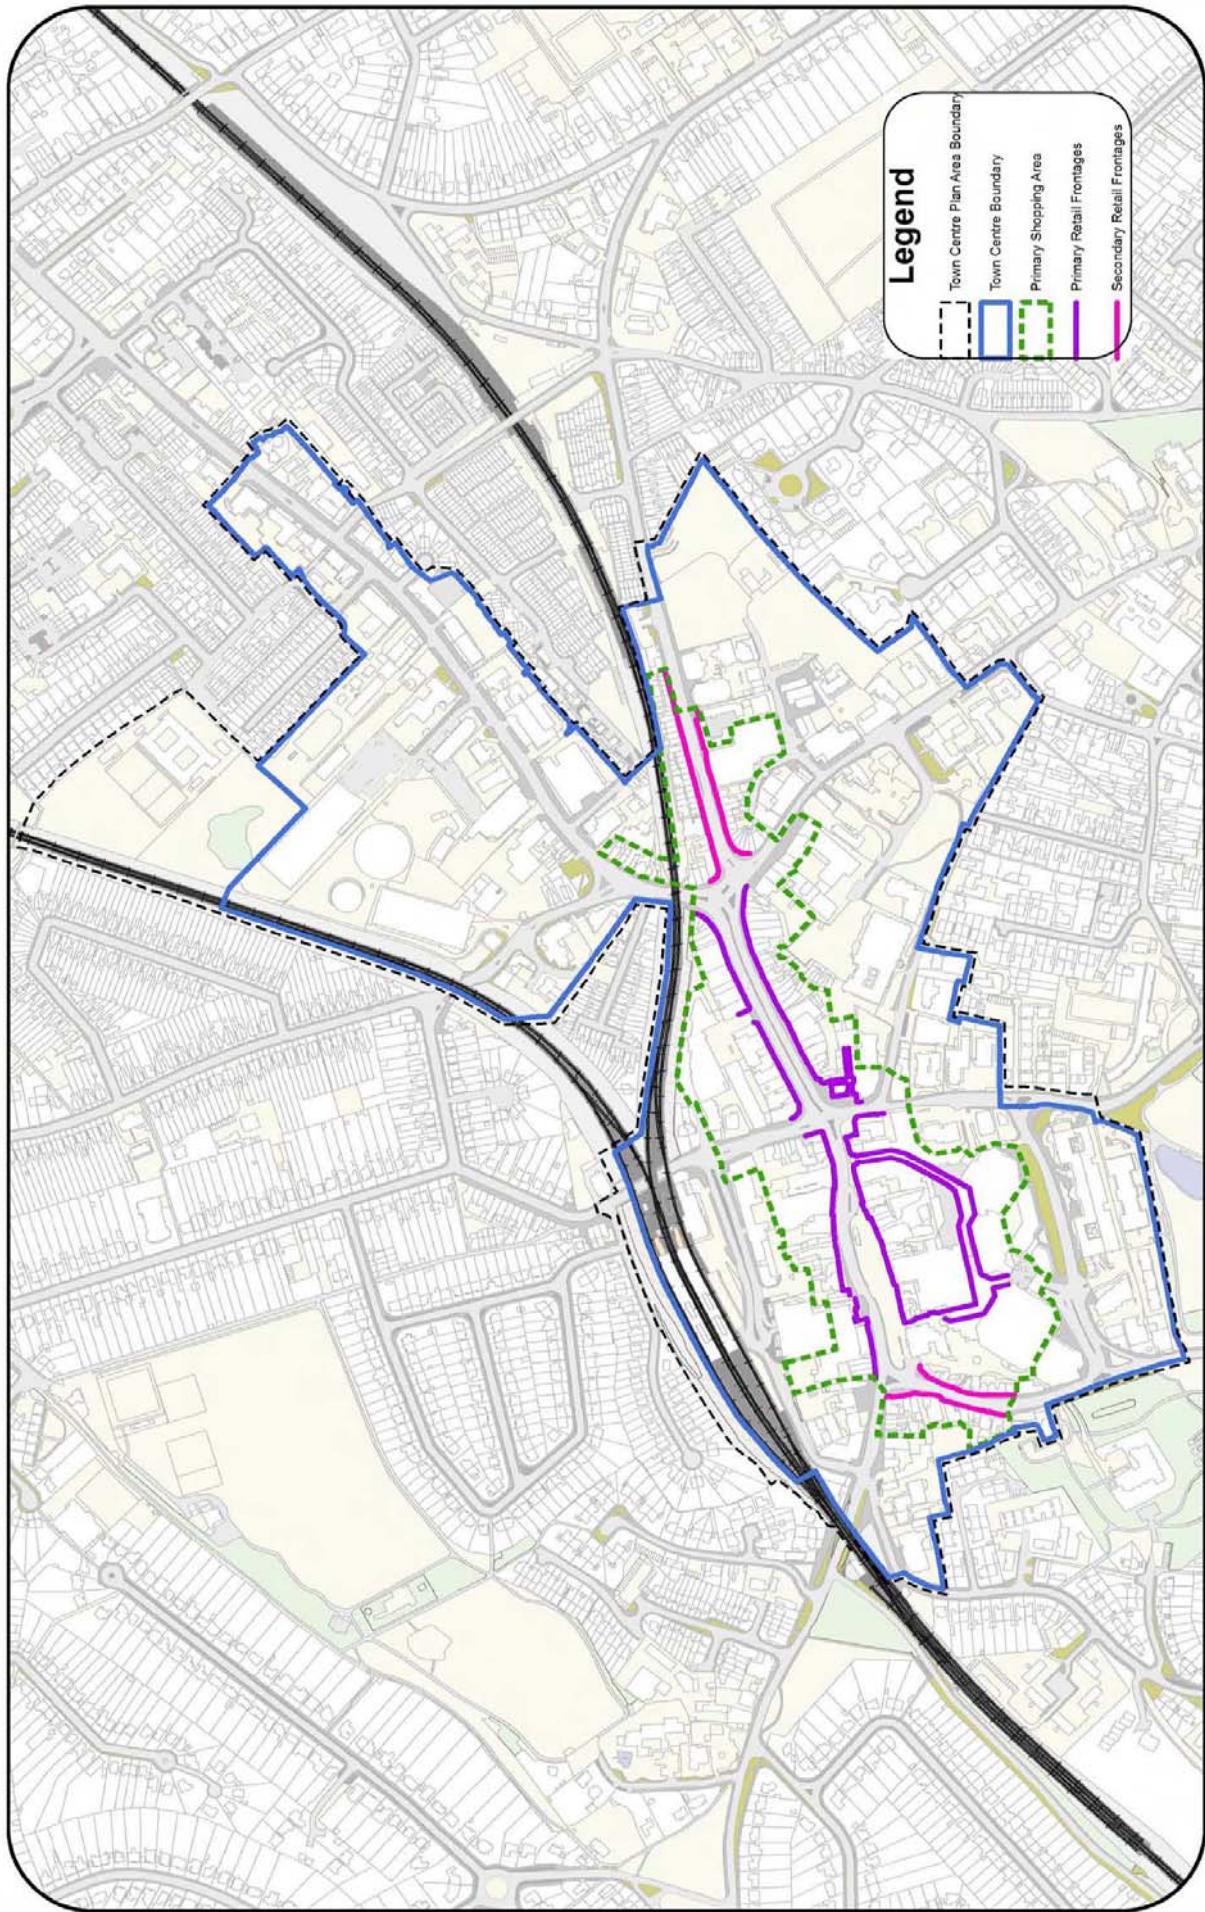 Legend
Town Centre Plan Area Boundary
Town Centre Boundary
Primary Shopping Area
Primary Retail Frontages
Secondary Retail Frontages